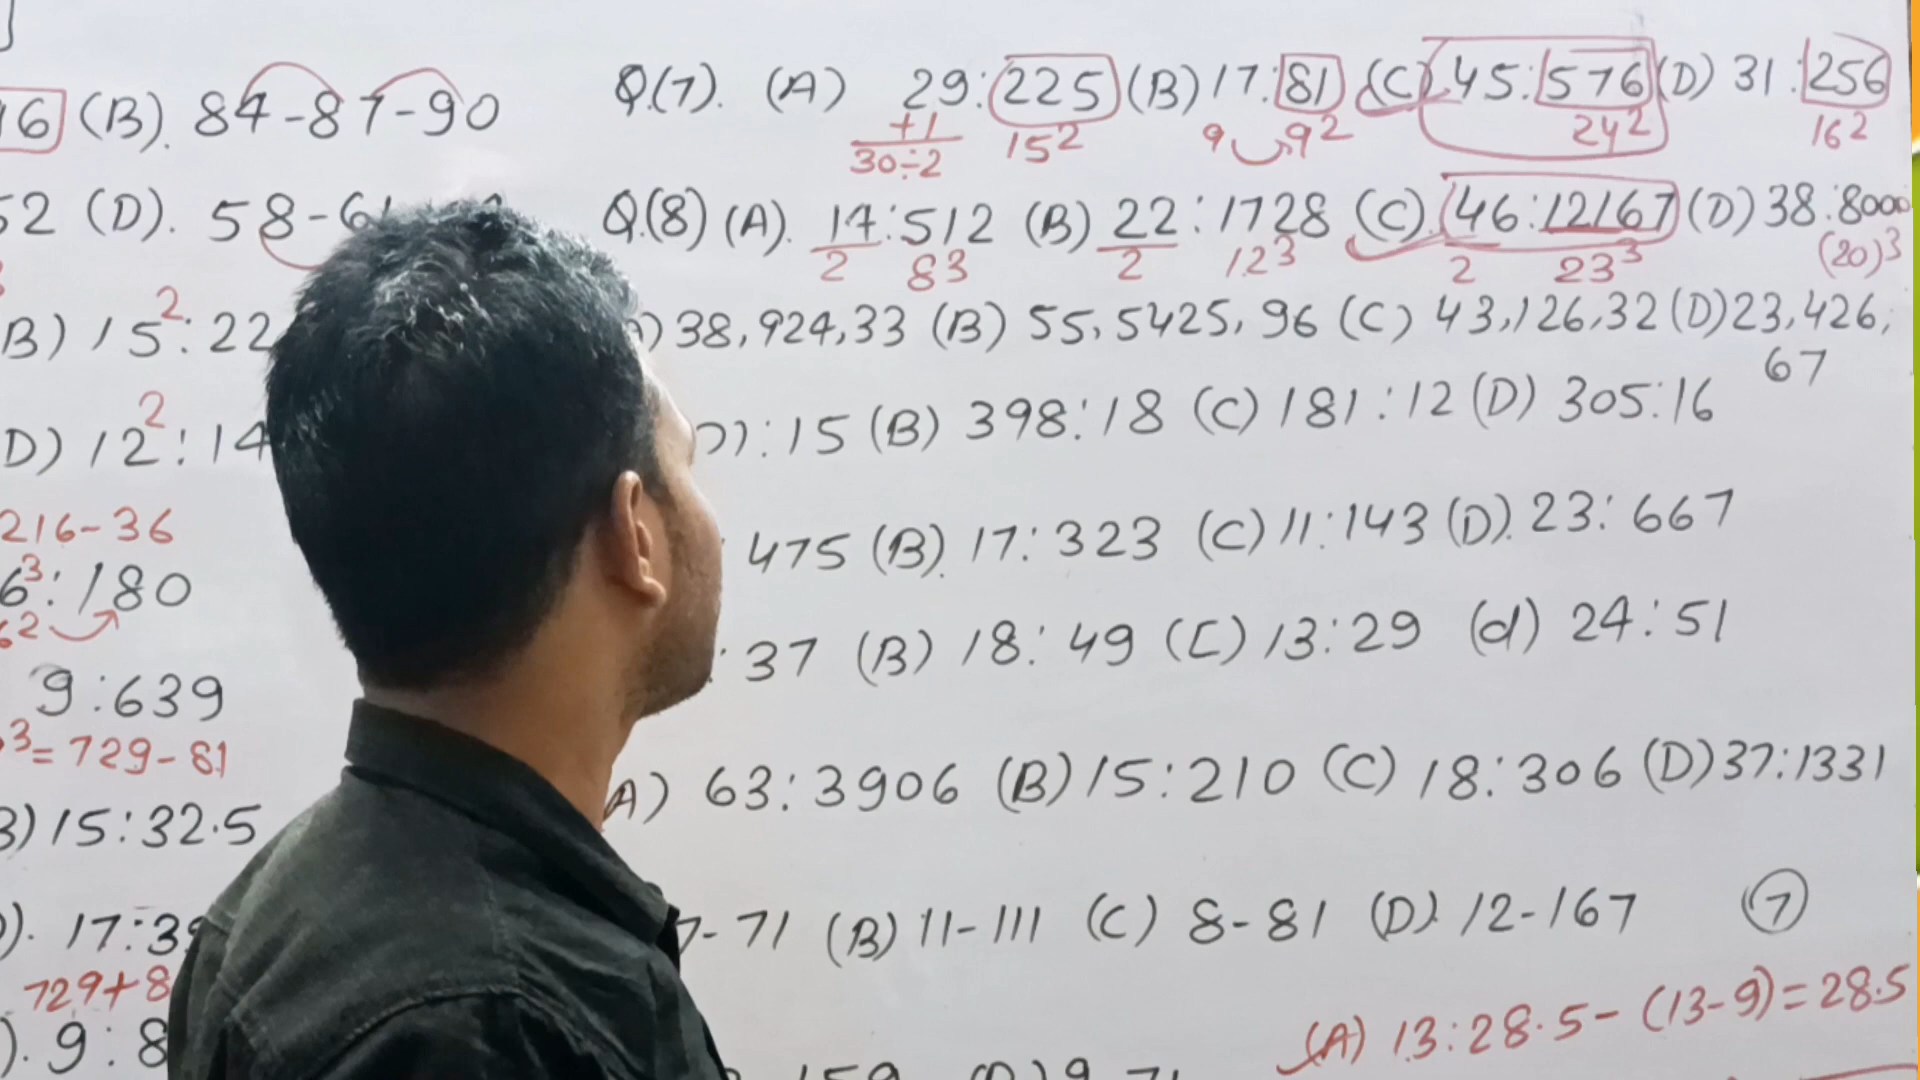 16 (B). 84-87-90
52 (D). 58-61
B) 15²: 22
D) 12²: 14
216-36
6³: 180
6²
9:639
³= 729-81
B) 15:32.5
). 17:39
729+8
). 9:8
Q.(7). (A) 29:225 (B) 17:81 (C) 45:576 (D) 31:256
+1 15² 9 9² 24² 16²
30÷2
Q.(8) (A). 14:512 (B) 22:1728 (C). 46:12167 (D) 38:8000
2 8³ 2 12³ 2 23³ (20)³
) 38,924,33 (B) 55,5425,96 (C) 43,126,32 (D) 23,426,
67
:15 (B) 398:18 (C) 181:12 (D) 305:16
: 475 (B). 17:323 (C) 11:143 (D). 23:667
: 37 (B) 18:49 (C) 13:29 (d) 24:51
A) 63:3906 (B) 15:210 (C) 18:306 (D) 37:1331
7-71 (B) 11-111 (C) 8-81 (D) 12-167 7
(A) 13:28.5-(13-9)=28.5
159 (D) 9-71